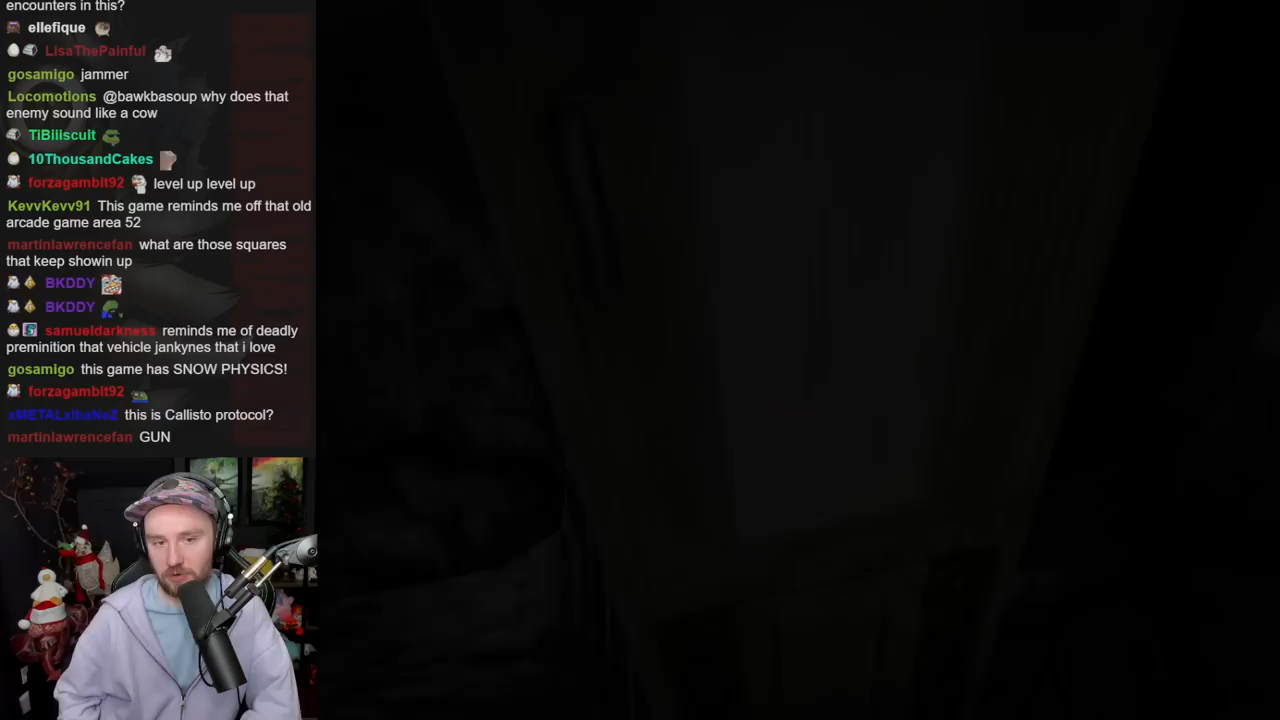 encounters in this?
ellefique
LisaThePainful
gosamigo jammer
Locomotions @bawkbasoup why does that
enemy sound like a cow
TiBiiiscuit
10ThousandCakes
forzagambit92 level up level up
KevvKevv91 This game reminds me off that old
arcade game area 52
martinlawrencefan what are those squares
that keep showin up
BKDDY
BKDDY
samueldarkness reminds me of deadly
preminition that vehicle jankynes that i love
gosamigo this game has SNOW PHYSICS!
forzagambit92
this is Callisto protocol?
martinlawrencefan GUN